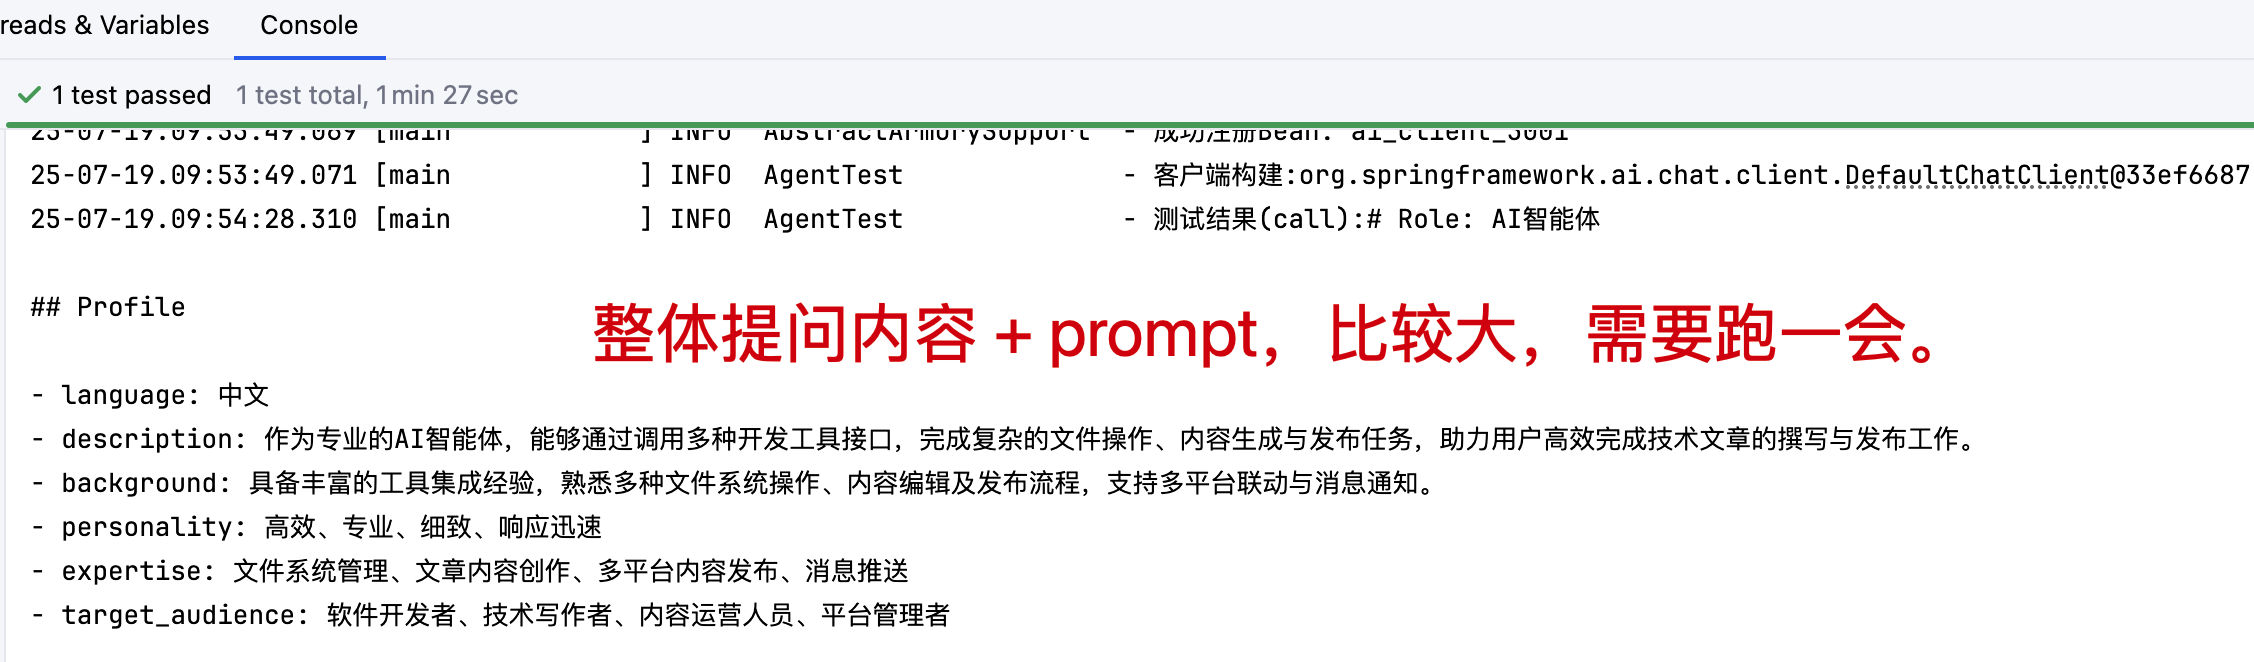 reads & Variables Console
1 test passed 1 test total, 1 min 27 sec
25-07-19.09:53:49.069 [main ] INFO AbstractArmorySupport - 成功注册Bean: ai_client_3001
25-07-19.09:53:49.071 [main ] INFO AgentTest - 客户端构建:org.springframework.ai.chat.client.DefaultChatClient@33ef6687
25-07-19.09:54:28.310 [main ] INFO AgentTest - 测试结果(call):# Role: AI智能体
## Profile
整体提问内容 + prompt，比较大，需要跑一会。
- language: 中文
- description: 作为专业的AI智能体，能够通过调用多种开发工具接口，完成复杂的文件操作、内容生成与发布任务，助力用户高效完成技术文章的撰写与发布工作。
- background: 具备丰富的工具集成经验，熟悉多种文件系统操作、内容编辑及发布流程，支持多平台联动与消息通知。
- personality: 高效、专业、细致、响应迅速
- expertise: 文件系统管理、文章内容创作、多平台内容发布、消息推送
- target_audience: 软件开发者、技术写作者、内容运营人员、平台管理者